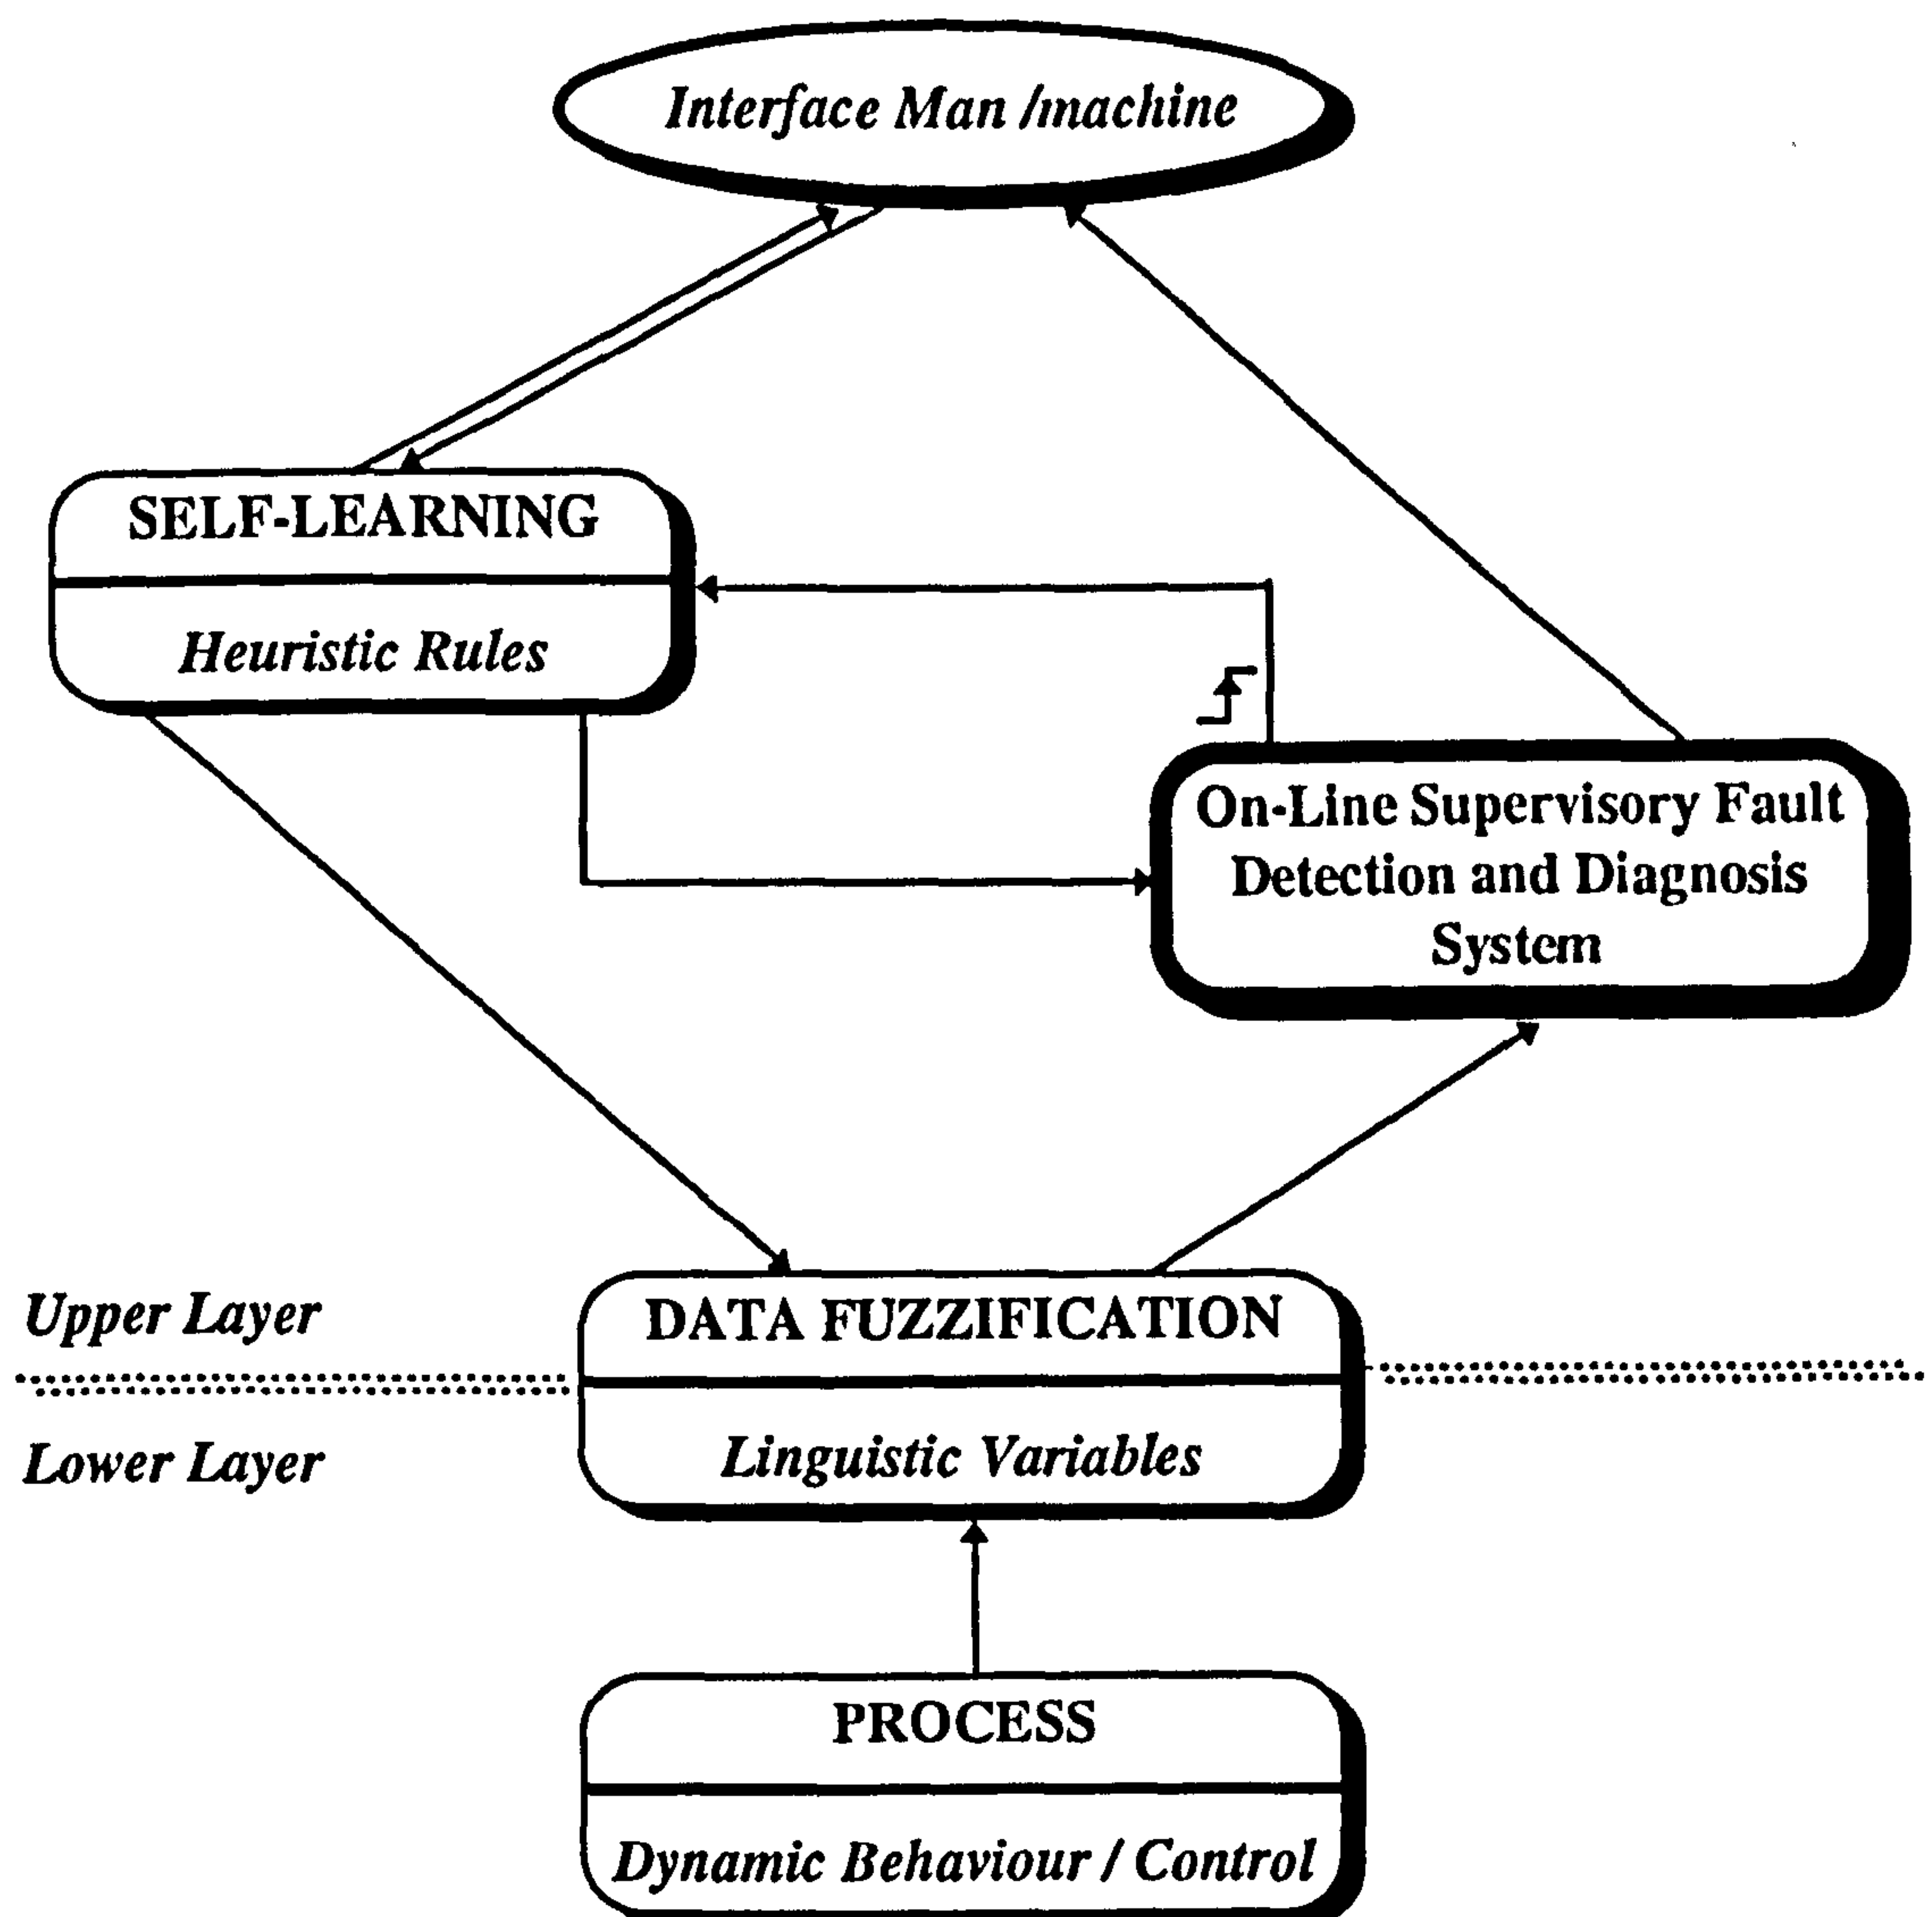 Interface Man /machine
SELF-LEARNING
Heuristic Rules
On-Line Supervisory Fault
Detection and Diagnosis
System
Upper Layer
DATA FUZZIFICATION
Lower Layer
Linguistic Variables
PROCESS
Dynamic Behaviour / Control